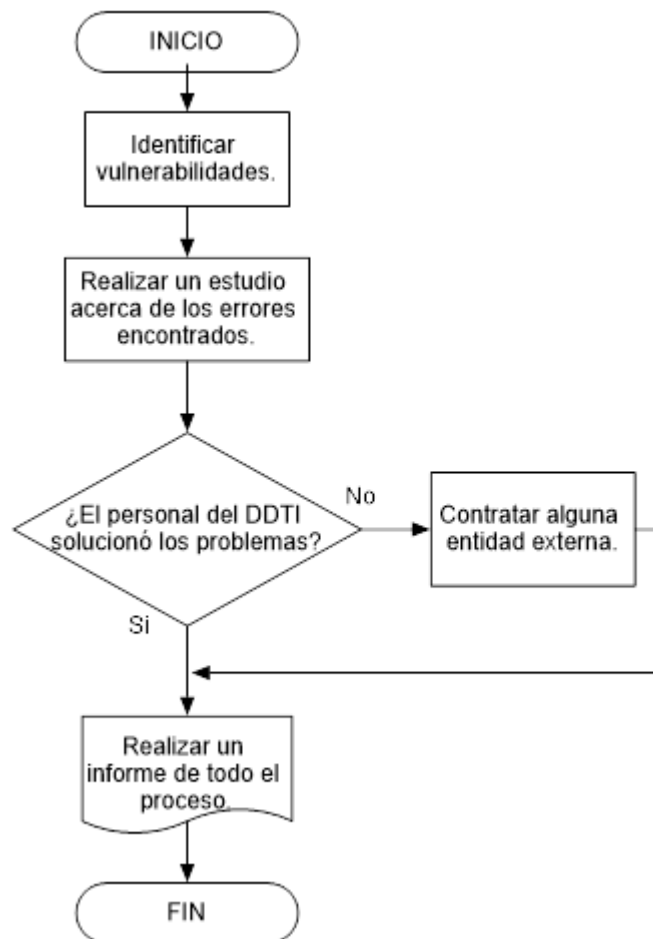 INICIO
Identificar
vulnerabilidades.
Realizar un estudio
acerca de los errores
encontrados.
¿El personal del DDTI
solucionó los problemas?
No
Contratar alguna
entidad externa.
Si
Realizar un
informe de todo el
proceso.
FIN